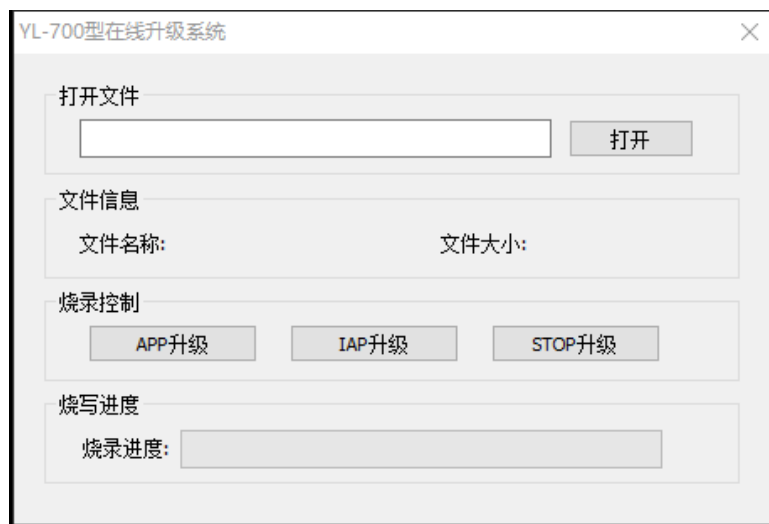 YL-700型在线升级系统
打开文件
打开
文件信息
文件名称: 文件大小:
烧录控制
APP升级 IAP升级 STOP升级
烧写进度
烧录进度: